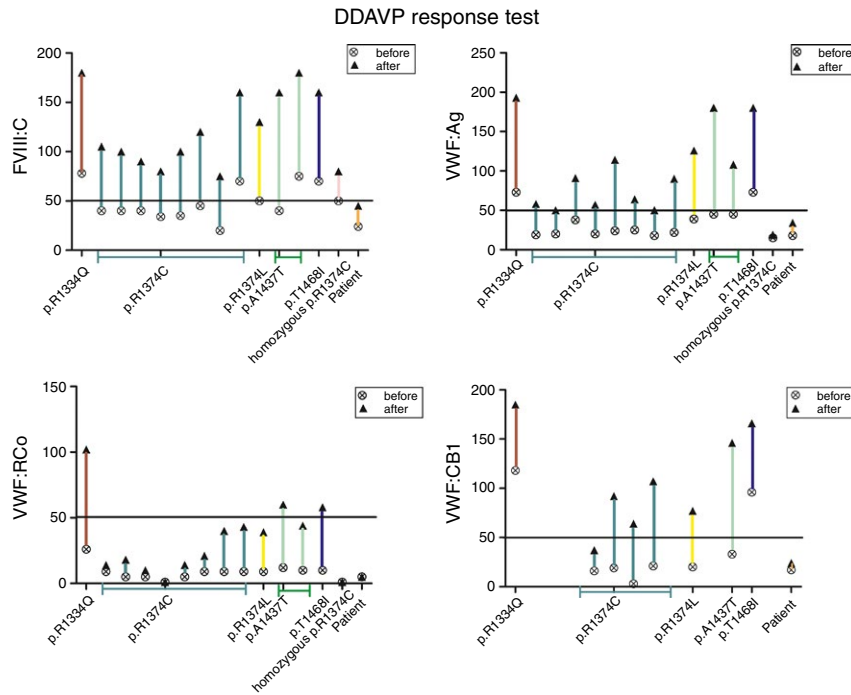 DDAVP response test
FVIII:C
200
150
100
50
0
before
after
p.R1334Q
p.R1374C
p.R1374L
p.A1437T
p.T1468I
homozygous p.R1374C
Patient
VWF:Ag
250
200
150
100
50
0
before
after
p.R1334Q
p.R1374C
p.R1374L
p.A1437T
p.T1468I
homozygous p.R1374C
Patient
VWF:RCo
150
100
50
0
before
after
p.R1334Q
p.R1374C
p.R1374L
p.A1437T
p.T1468I
homozygous p.R1374C
Patient
VWF:CB1
200
150
100
50
0
before
after
p.R1334Q
p.R1374C
p.R1374L
p.A1437T
p.T1468I
Patient